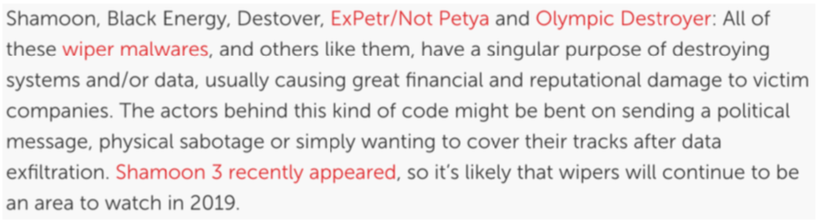 Shamoon, Black Energy, Destover, ExPetr/Not Petya and Olympic Destroyer: All of
these wiper malwares, and others like them, have a singular purpose of destroying
systems and/or data, usually causing great financial and reputational damage to victim
companies. The actors behind this kind of code might be bent on sending a political
message, physical sabotage or simply wanting to cover their tracks after data
exfiltration. Shamoon 3 recently appeared, so it’s likely that wipers will continue to be
an area to watch in 2019.